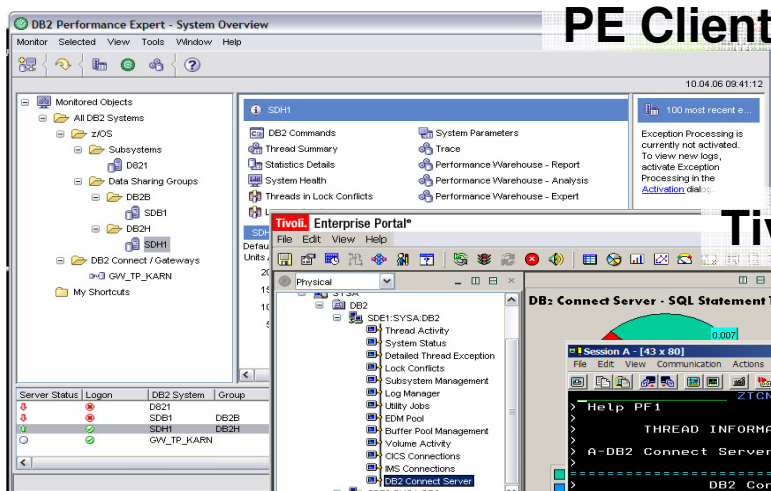 DB2 Performance Expert - System Overview
PE Client
Monitor Selected View Tools Window Help
10.04.06 09:41:12
Monitored Objects
All DB2 Systems
z/OS
Subsystems
D821
Data Sharing Groups
DB2B
SDB1
DB2H
SDH1
DB2 Connect / Gateways
GW_TP_KARN
My Shortcuts
SDH1
DB2 Commands
System Parameters
Thread Summary
Trace
Statistics Details
Performance Warehouse - Report
System Health
Performance Warehouse - Analysis
Threads in Lock Conflicts
Performance Warehouse - Expert
100 most recent e...
Exception Processing is
currently not activated.
To view new logs,
activate Exception
Processing in the
Activation
Server Status Logon DB2 System Group
D821
SDB1 DB2B
SDH1 DB2H
GW_TP_KARN
Tivoli. Enterprise Portal
File Edit View Help
Physical
SYSA
DB2
SDE1:SYSA:DB2
Thread Activity
System Status
Detailed Thread Exception
Lock Conflicts
Subsystem Management
Log Manager
Utility Jobs
EDM Pool
Buffer Pool Management
Volume Activity
CICS Connections
IMS Connections
DB2 Connect Server
DB2 Connect Server - SQL Statement
0.007
Session A - [43 x 80]
File Edit View Communication Actions
ZTCN
> Help PF1
> THREAD INFORMA
> A-DB2 Connect Server
> DB2 Con